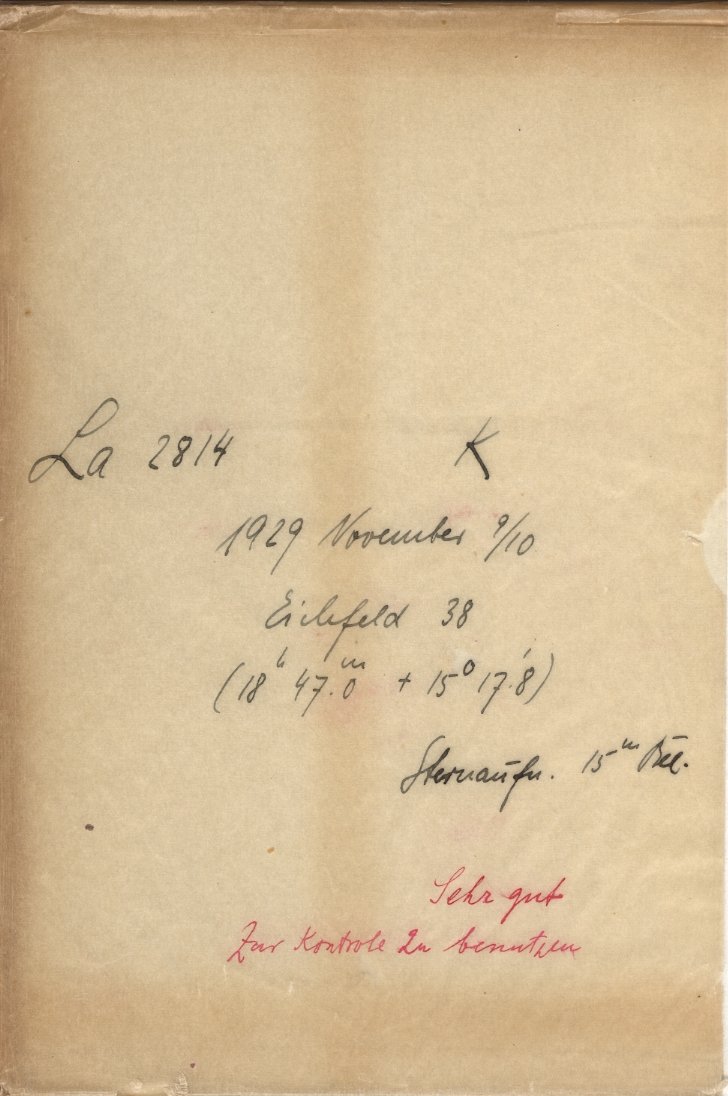 La 2814 K
1929 November 9/10
Eichfeld 38
(18h 47.m0 + 15° 17.'8)
Sternaufn. 15m Bel.
Sehr gut
Zur Kontrole zu benutzen